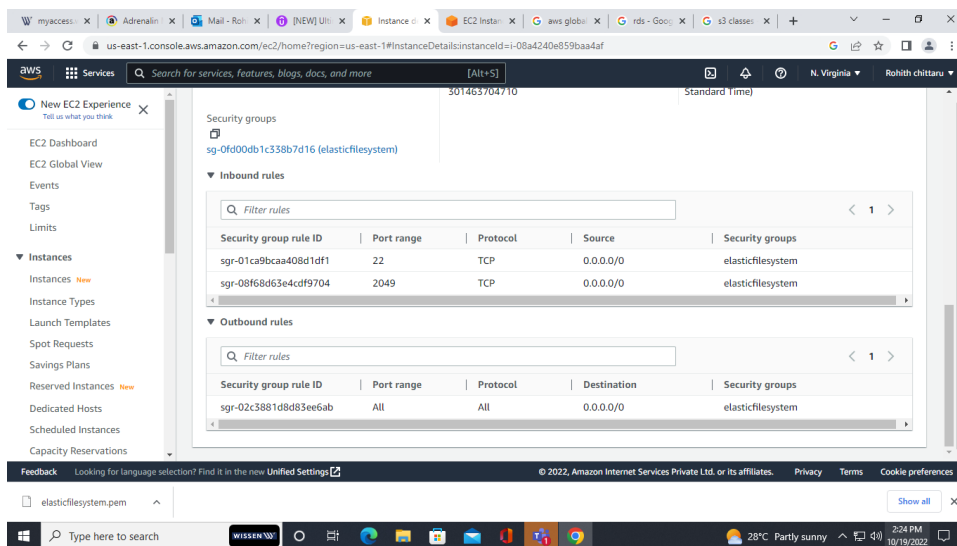 myaccess. Adrenalin Mail - Roh [NEW] Ulti Instance d EC2 Instan aws global rds - Goog s3 classes
us-east-1.console.aws.amazon.com/ec2/home?region=us-east-1#InstanceDetails:instanceId=i-08a4240e859baa4af
aws Services Search for services, features, blogs, docs, and more [Alt+S] N. Virginia Rohith chittaru
New EC2 Experience
Tell us what you think
EC2 Dashboard
EC2 Global View
Events
Tags
Limits
Instances
Instances New
Instance Types
Launch Templates
Spot Requests
Savings Plans
Reserved Instances New
Dedicated Hosts
Scheduled Instances
Capacity Reservations
301463704710 Standard Time)
Security groups
sg-0fd00db1c338b7d16 (elasticfilesystem)
Inbound rules
Filter rules 1
Security group rule ID Port range Protocol Source Security groups
sgr-01ca9bcaa408d1df1 22 TCP 0.0.0.0/0 elasticfilesystem
sgr-08f68d63e4cdf9704 2049 TCP 0.0.0.0/0 elasticfilesystem
Outbound rules
Filter rules 1
Security group rule ID Port range Protocol Destination Security groups
sgr-02c3881d8d83ee6ab All All 0.0.0.0/0 elasticfilesystem
Feedback Looking for language selection? Find it in the new Unified Settings © 2022, Amazon Internet Services Private Ltd. or its affiliates. Privacy Terms Cookie preferences
elasticfilesystem.pem Show all
Type here to search WISSEN 28°C Partly sunny 2:24 PM
10/19/2022